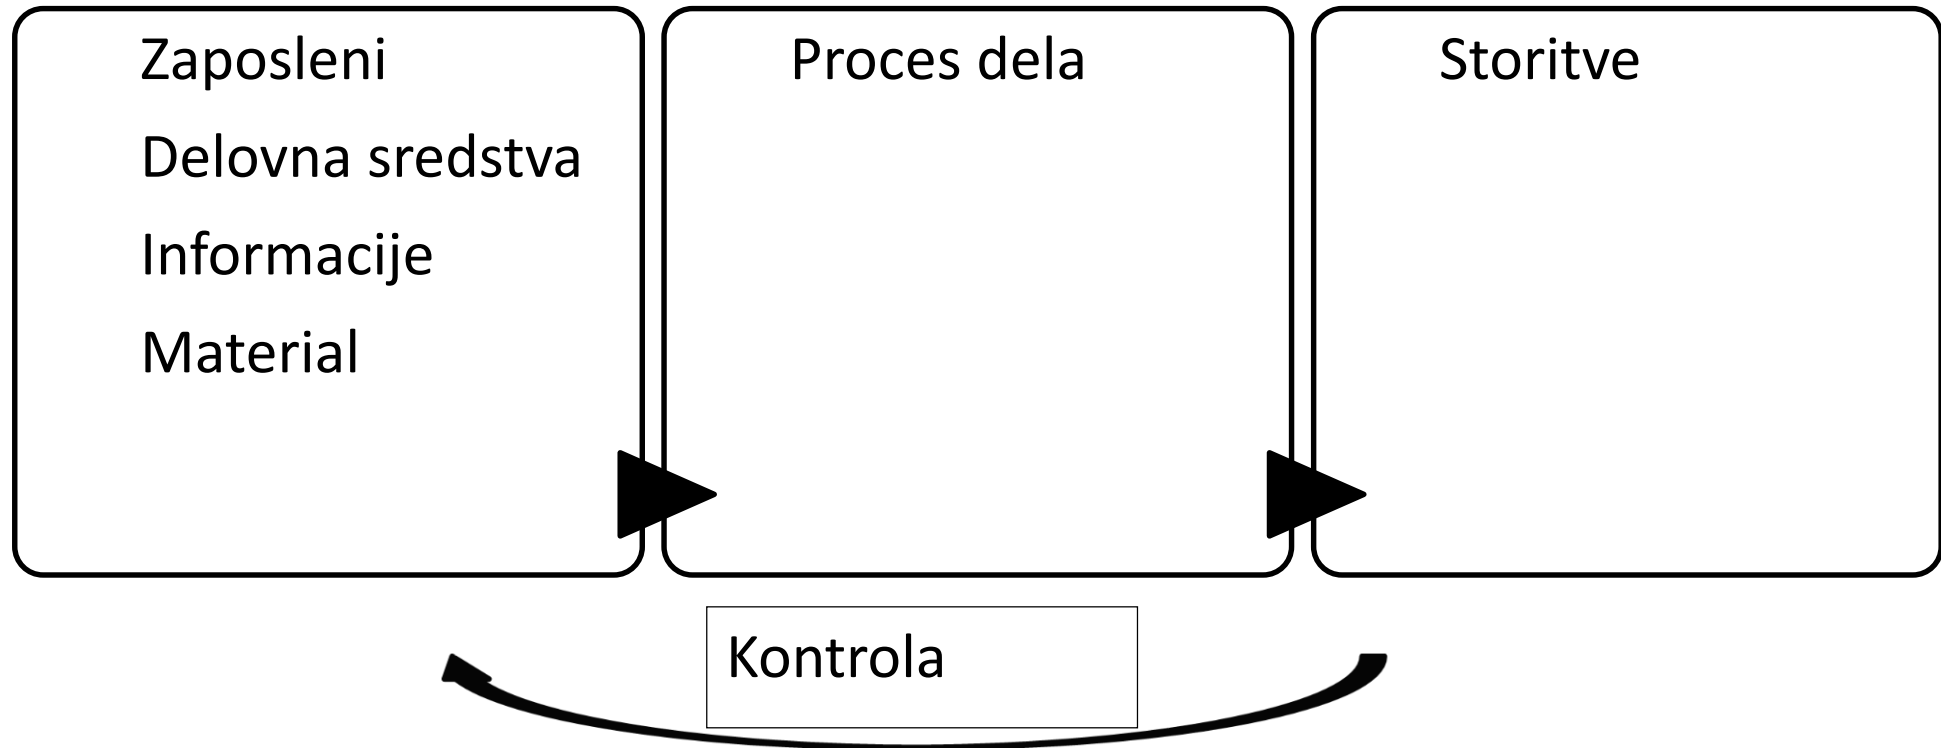 Zaposleni
Delovna sredstva
Informacije
Material
Proces dela
Storitve
Kontrola